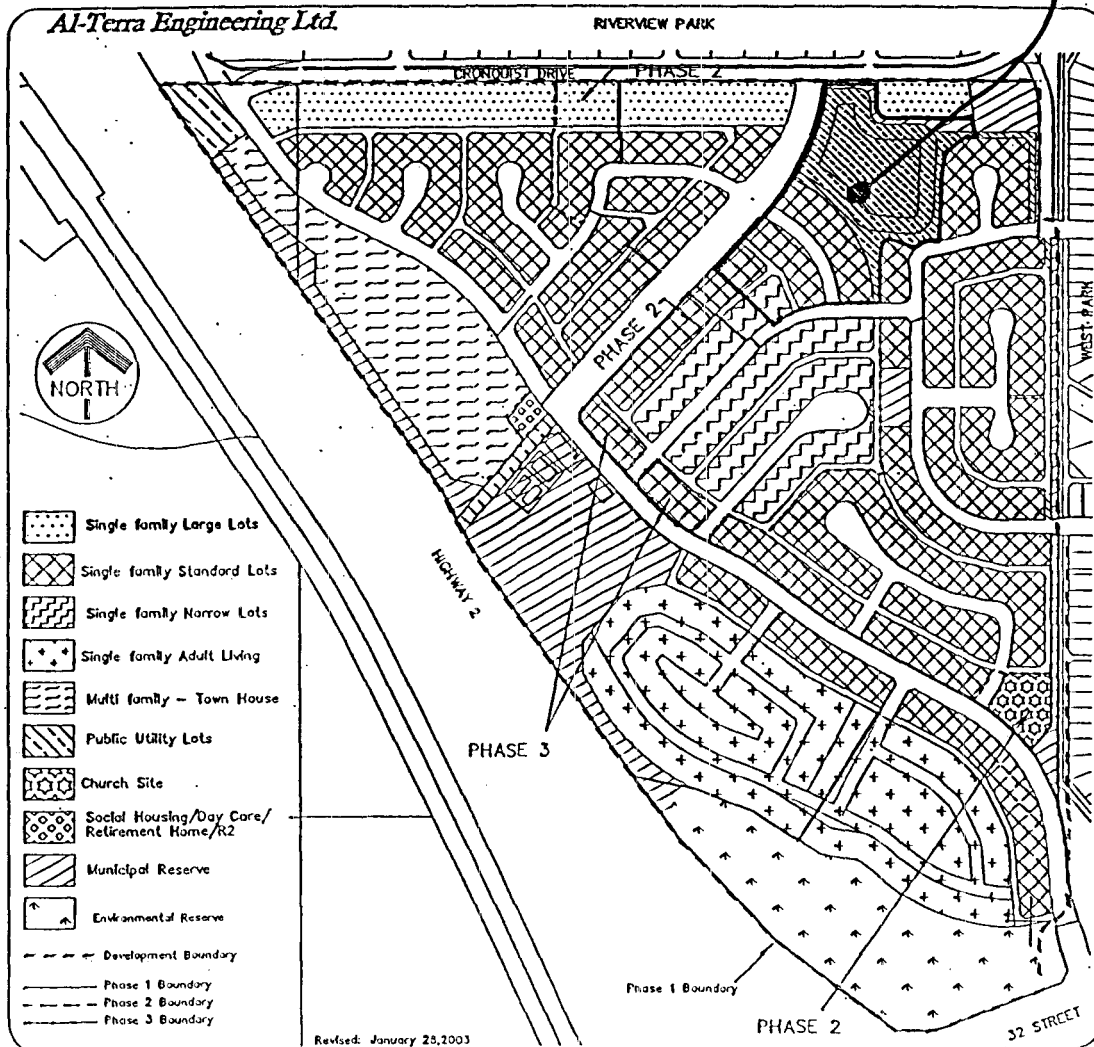 Al-Terra Engineering Ltd.
RIVERVIEW PARK
CRONQUIST DRIVE
PHASE 2
PHASE 2
WEST PARK
NORTH
HIGHWAY 2
Single family Large Lots
Single family Standard Lots
Single family Narrow Lots
Single family Adult Living
Multi family - Town House
Public Utility Lots
Church Site
Social Housing/Day Care/
Retirement Home/R2
Municipal Reserve
Environmental Reserve
Development Boundary
Phase 1 Boundary
Phase 2 Boundary
Phase 3 Boundary
PHASE 3
Phase 1 Boundary
PHASE 2
32 STREET
Revised: January 28,2003